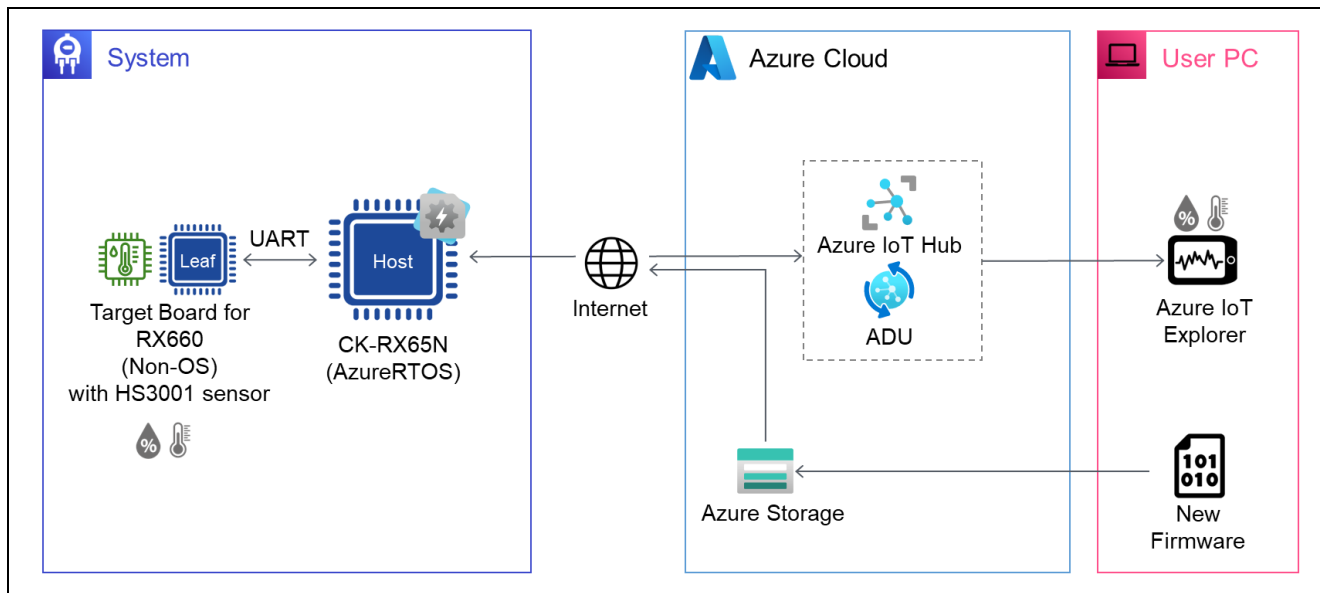 System
Azure Cloud
User PC
UART
Leaf
Host
Target Board for
RX660
(Non-OS)
with HS3001 sensor
%
CK-RX65N
(AzureRTOS)
Internet
Azure IoT Hub
ADU
%
Azure IoT
Explorer
Azure Storage
101
010
New
Firmware